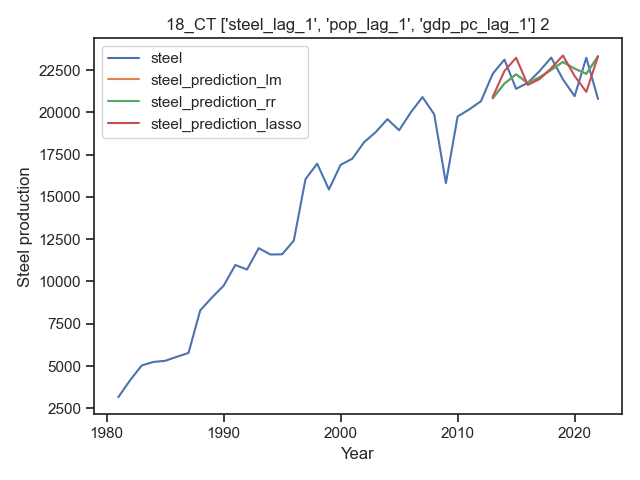 18_CT ['steel_lag_1', 'pop_lag_1', 'gdp_pc_lag_1'] 2
steel
steel_prediction_lm
steel_prediction_rr
steel_prediction_lasso
22500
20000
17500
15000
12500
10000
7500
5000
2500
Steel production
1980
1990
2000
2010
2020
Year